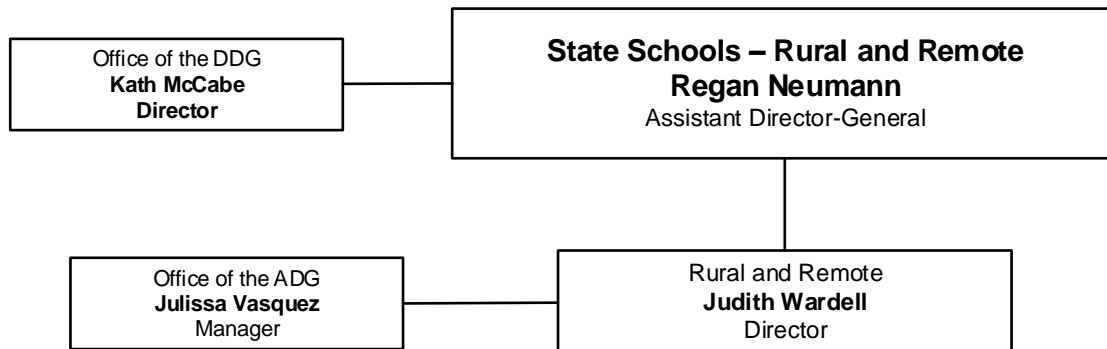 Office of the DDG
Kath McCabe
Director
State Schools – Rural and Remote
Regan Neumann
Assistant Director-General
Office of the ADG
Julissa Vasquez
Manager
Rural and Remote
Judith Wardell
Director